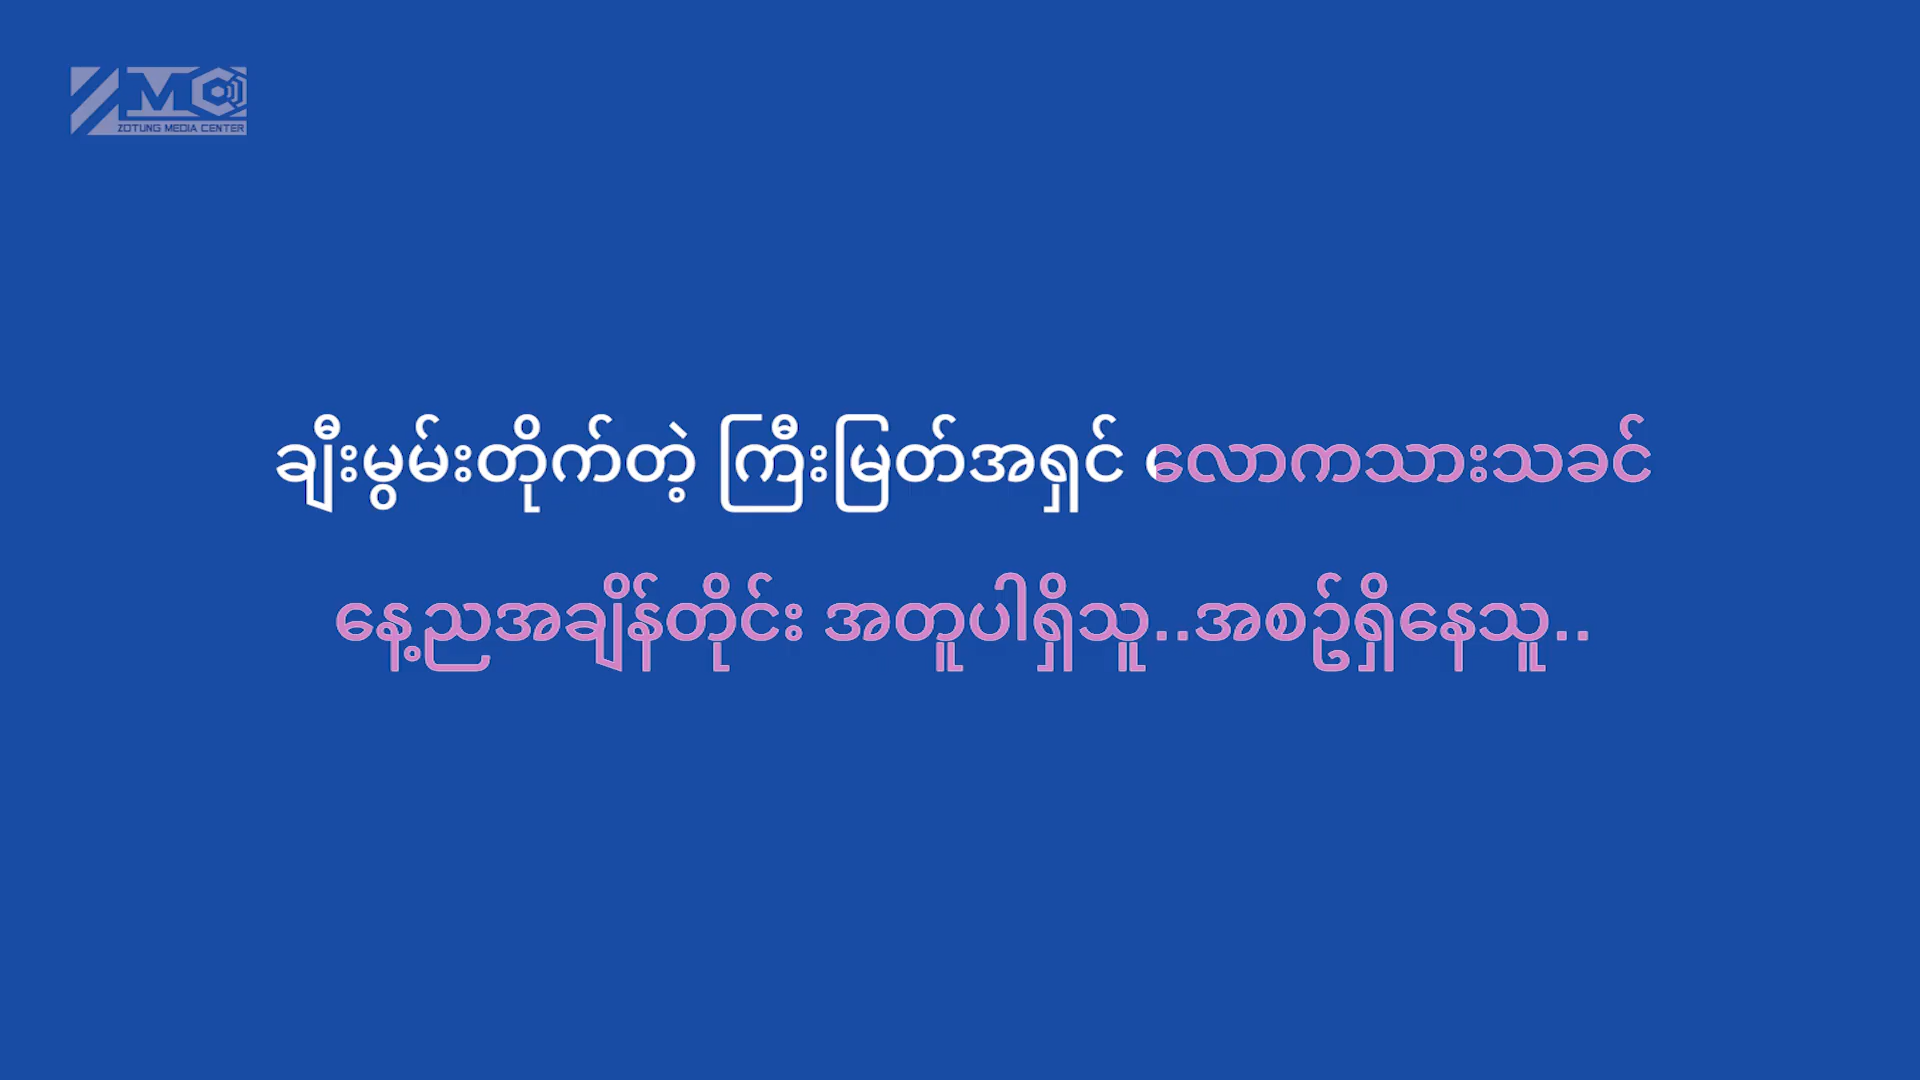 ZMC
ZOTUNG MEDIA CENTER
ချီးမွမ်းတိုက်တဲ့ ကြီးမြတ်အရှင် လောကသားသခင်
နေ့ညအချိန်တိုင်း အတူပါရှိသူ..အစဉ်ရှိနေသူ..